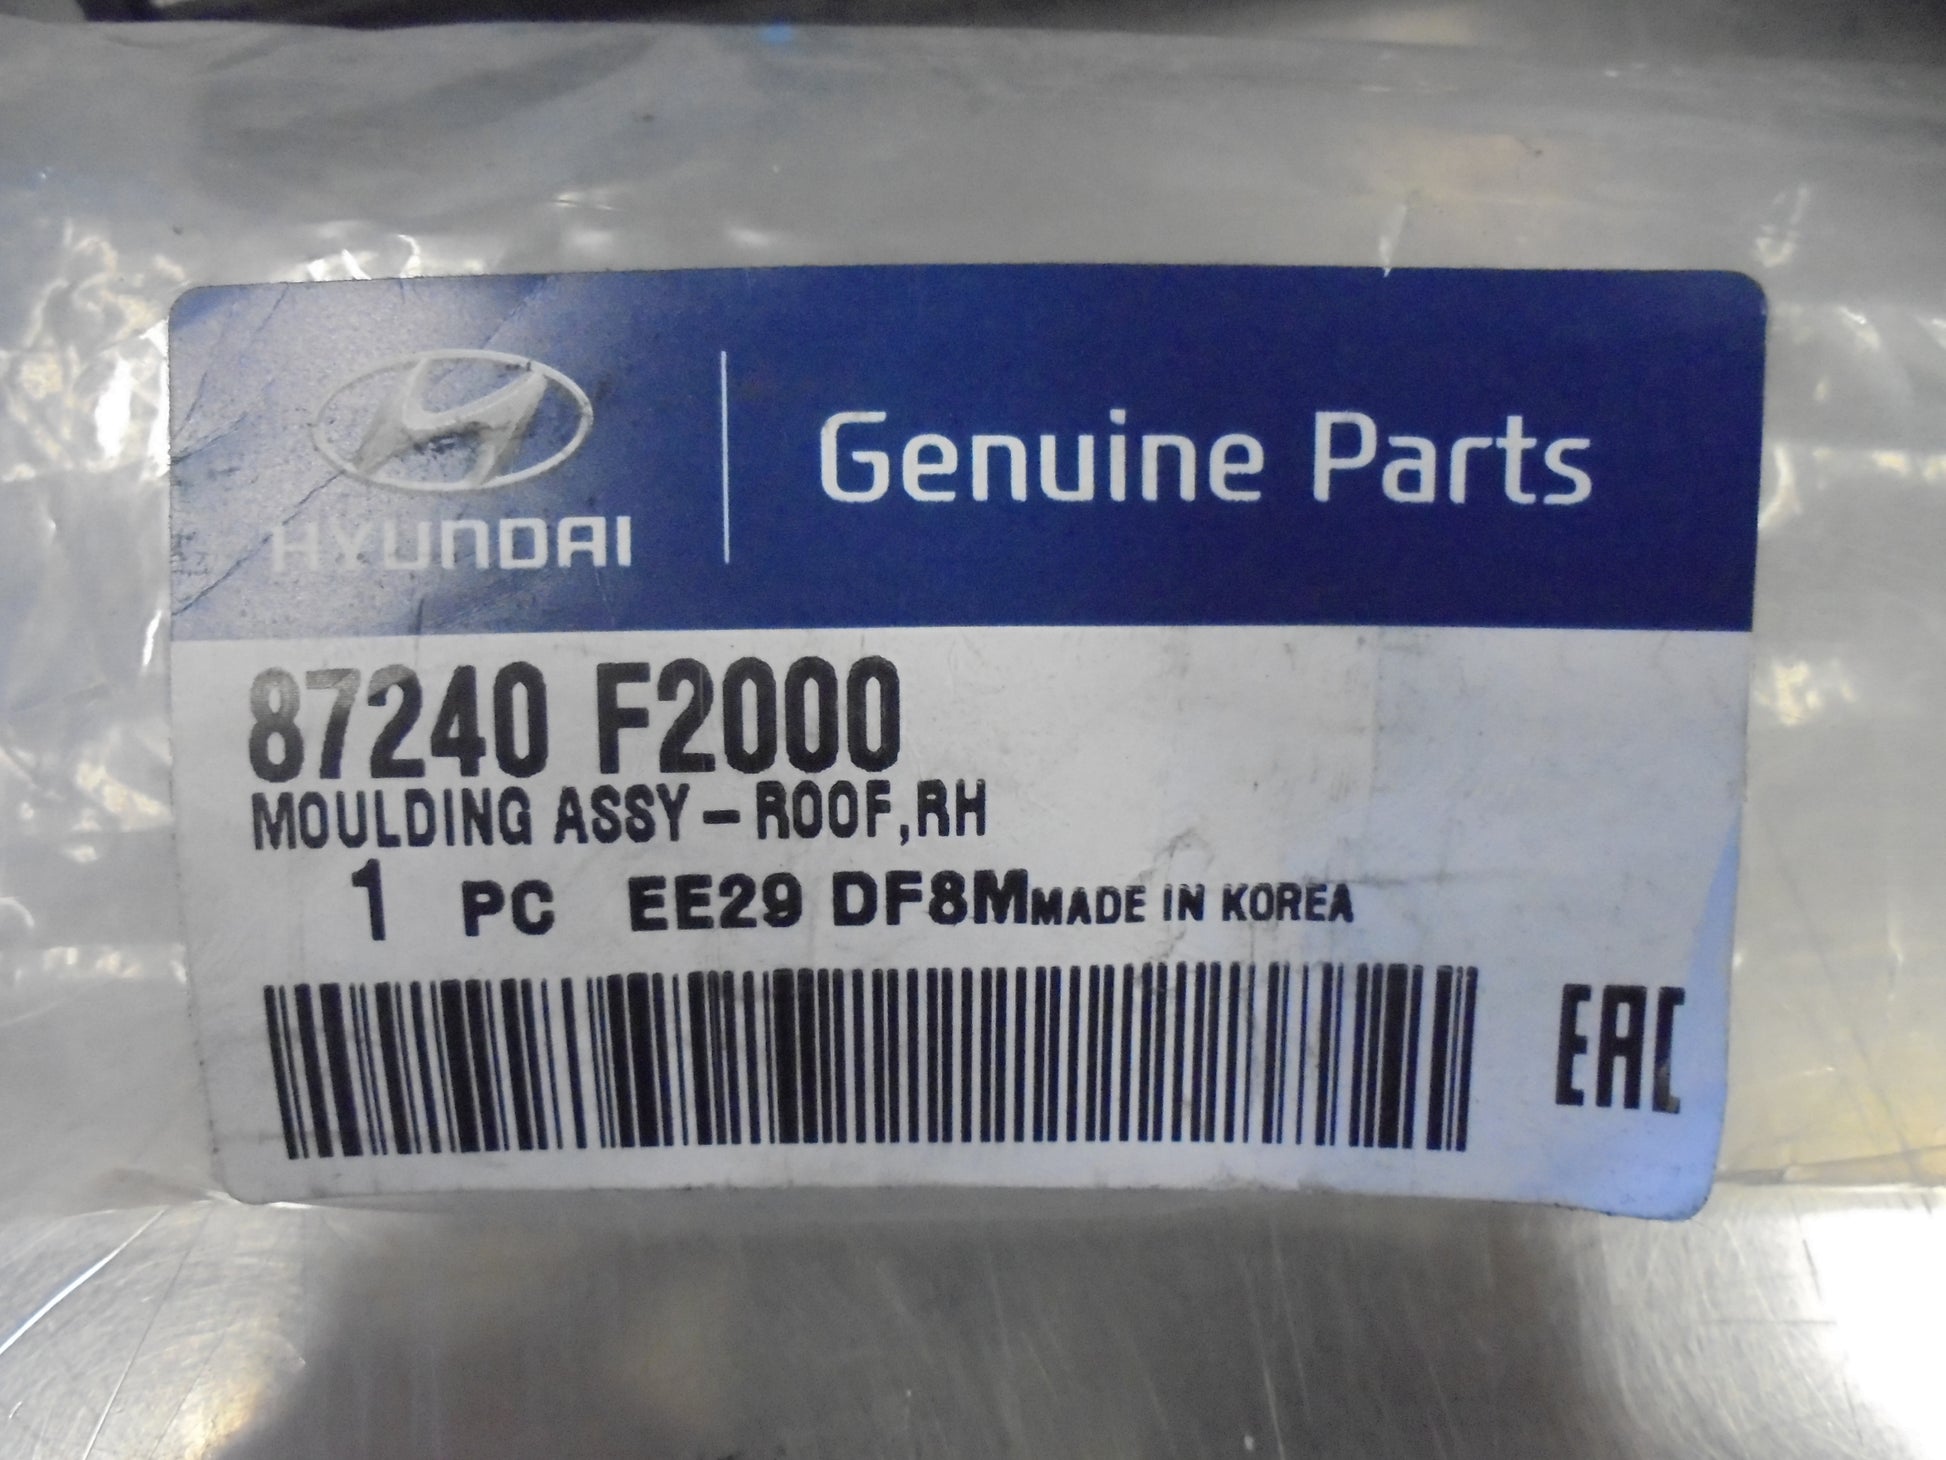 HYUNDAI
Genuine Parts
87240 F2000
MOULDING ASSY-ROOF,RH
1 PC EE29 DF8M MADE IN KOREA
EAC